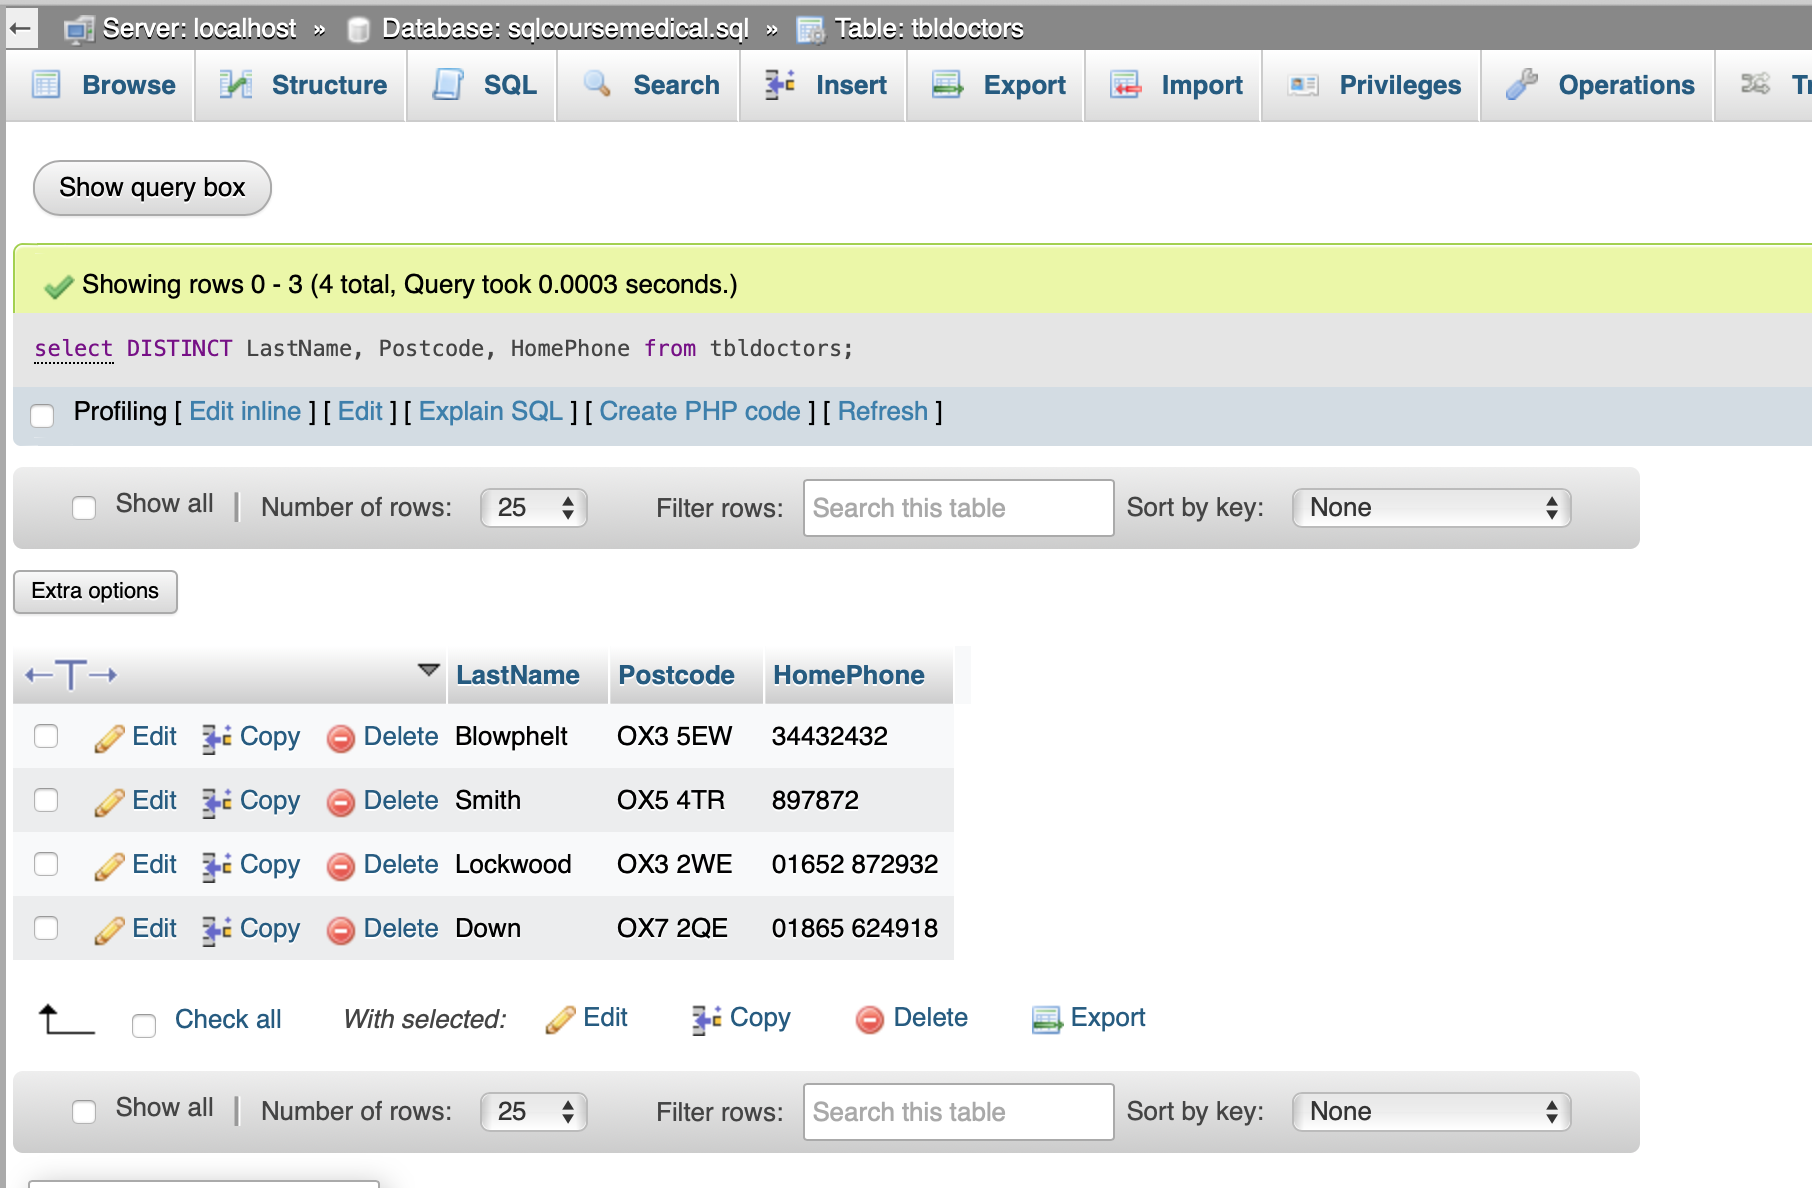 ← Server: localhost » Database: sqlcoursemedical.sql » Table: tbldoctors
Browse Structure SQL Search Insert Export Import Privileges Operations
Show query box
Showing rows 0 - 3 (4 total, Query took 0.0003 seconds.)
select DISTINCT LastName, Postcode, HomePhone from tbldoctors;
Profiling [ Edit inline ] [ Edit ] [ Explain SQL ] [ Create PHP code ] [ Refresh ]
Show all | Number of rows: 25 Filter rows: Search this table Sort by key: None
Extra options
←T→ LastName Postcode HomePhone
Edit Copy Delete Blowphelt OX3 5EW 34432432
Edit Copy Delete Smith OX5 4TR 897872
Edit Copy Delete Lockwood OX3 2WE 01652 872932
Edit Copy Delete Down OX7 2QE 01865 624918
Check all With selected: Edit Copy Delete Export
Show all | Number of rows: 25 Filter rows: Search this table Sort by key: None